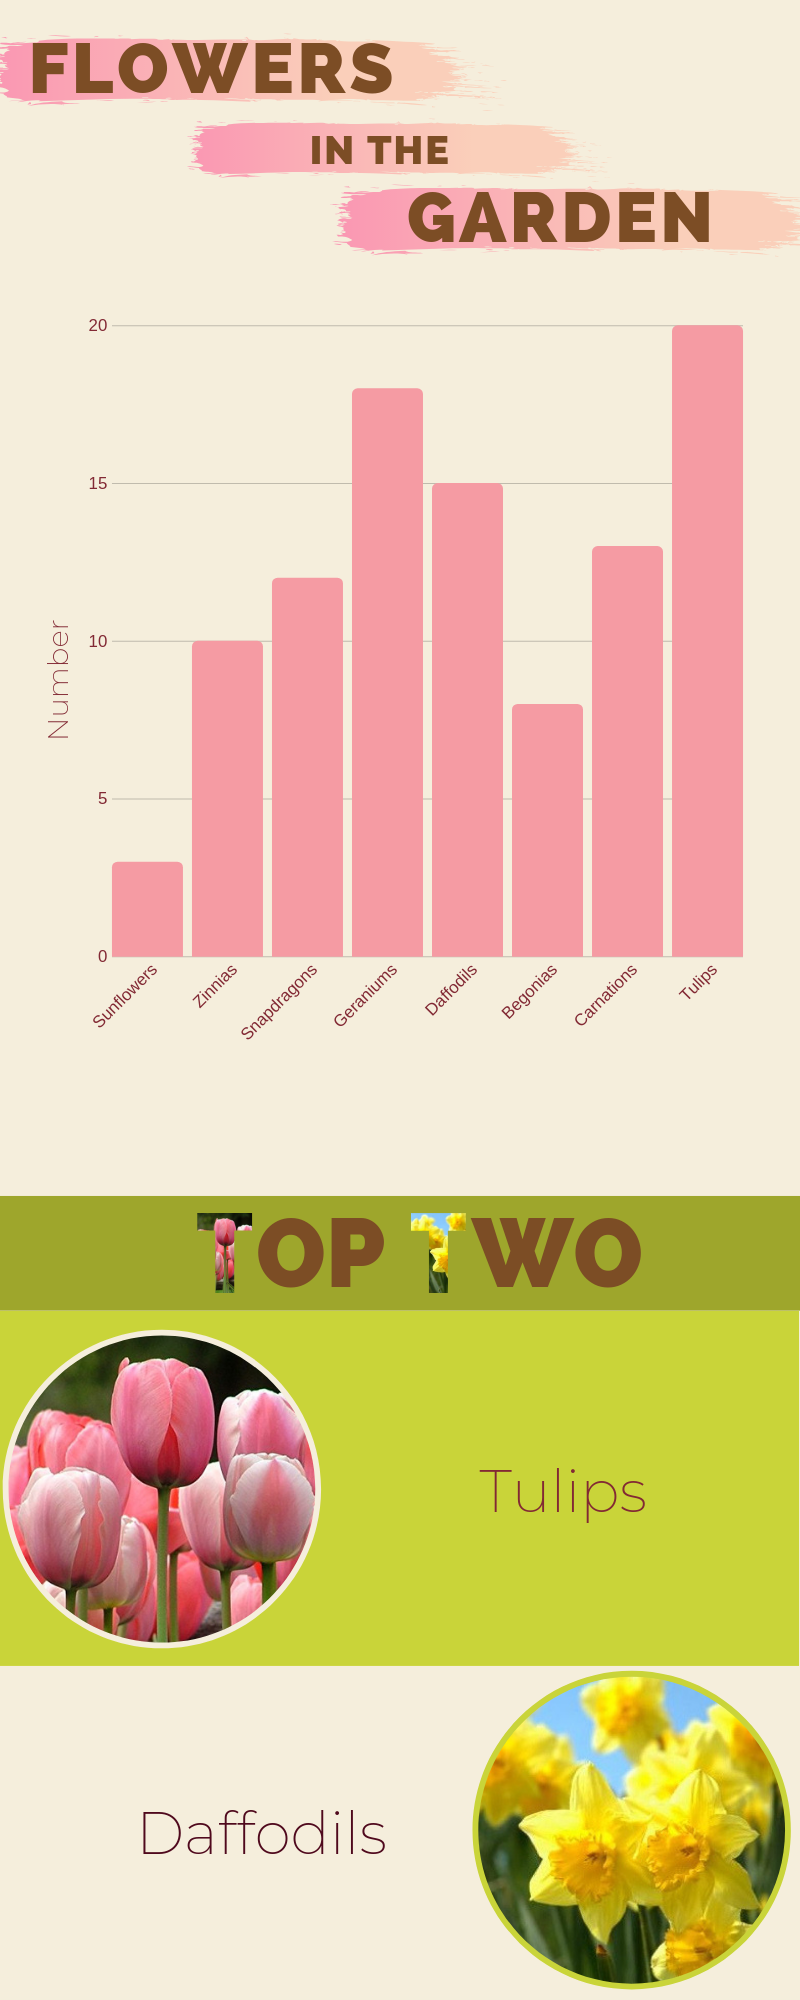 FLOWERS
IN THE
GARDEN
20
15
10
5
0
Number
Sunflowers
Zinnias
Snapdragons
Geraniums
Daffodils
Begonias
Carnations
Tulips
TOP TWO
Tulips
Daffodils